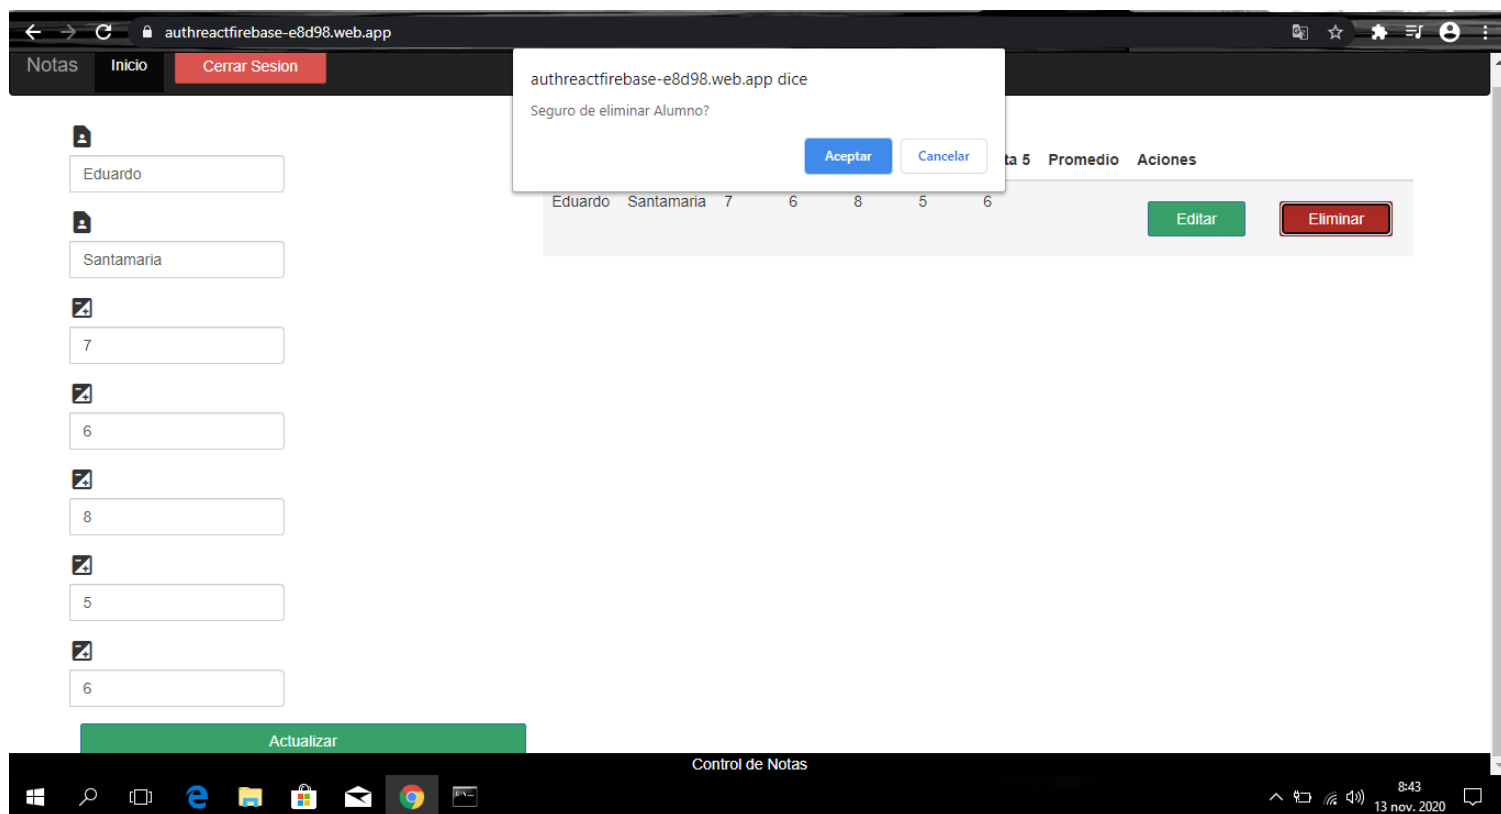 authreactfirebase-e8d98.web.app
Notas Inicio Cerrar Sesion
authreactfirebase-e8d98.web.app dice
Seguro de eliminar Alumno?
Aceptar Cancelar
ta 5 Promedio Aciones
Eduardo Santamaria 7 6 8 5 6
Editar Eliminar
Eduardo
Santamaria
7
6
8
5
6
Actualizar
Control de Notas
8:43
13 nov. 2020